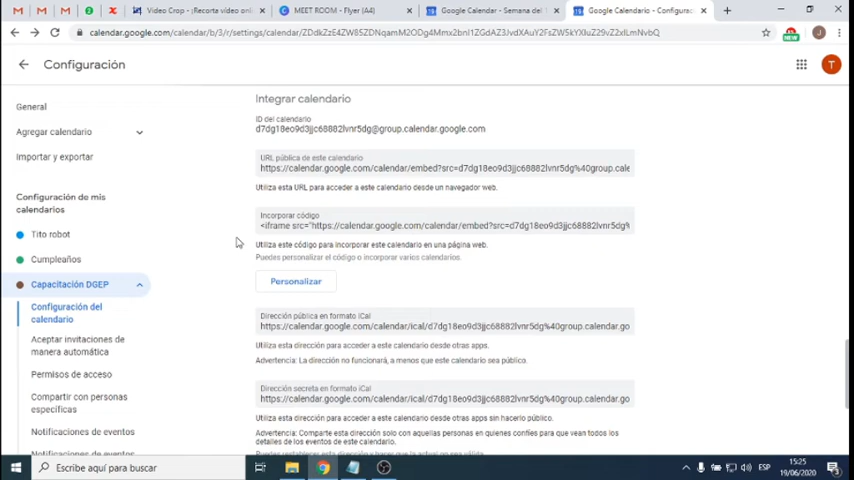 Video Crop - ¡Recorta vídeo onlin
MEET ROOM - Flyer (A4)
Google Calendar - Semana del 1
Google Calendario - Configurac
calendar.google.com/calendar/b/3/r/settings/calendar/
Configuración
T
General
Agregar calendario
Importar y exportar
Configuración de mis
calendarios
Tito robot
Cumpleaños
Capacitación DGEP
Configuración del
calendario
Aceptar invitaciones de
manera automática
Permisos de acceso
Compartir con personas
específicas
Notificaciones de eventos
Integrar calendario
ID del calendario
d7dg18eo9d3jjc68882lvnr5dg@group.calendar.google.com
URL pública de este calendario
https://calendar.google.com/calendar/embed?src=d7dg18eo9d3jjc68882lvnr5dg%40group.cale
Utiliza esta URL para acceder a este calendario desde un navegador web.
Incorporar código
<iframe src="https://calendar.google.com/calendar/embed?src=d7dg18eo9d3jjc68882lvnr5dg%
Utiliza este código para incorporar este calendario en una página web.
Puedes personalizar el código o incorporar varios calendarios.
Personalizar
Dirección pública en formato iCal
https://calendar.google.com/calendar/ical/d7dg18eo9d3jjc68882lvnr5dg%40group.calendar.go
Utiliza esta dirección para acceder a este calendario desde otras apps.
Advertencia: La dirección no funcionará, a menos que este calendario sea público.
Dirección secreta en formato iCal
https://calendar.google.com/calendar/ical/d7dg18eo9d3jjc68882lvnr5dg%40group.calendar.go
Utiliza esta dirección para acceder a este calendario desde otras apps sin hacerlo público.
Advertencia: Comparte esta dirección solo con aquellas personas en quienes confíes para que vean todos los
detalles de los eventos de este calendario.
Escribe aquí para buscar
ESP
15:25
19/06/2020